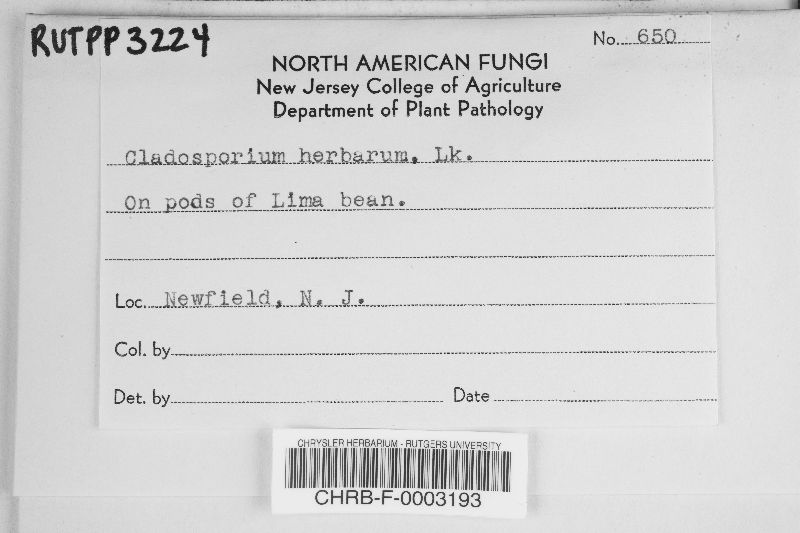 RUTPP3224
No. 650
NORTH AMERICAN FUNGI
New Jersey College of Agriculture
Department of Plant Pathology
Cladosporium herbarum, Lk.
On pods of Lima bean.
Loc. Newfield, N. J.
Col. by
Det. by Date
CHRYSLER HERBARIUM - RUTGERS UNIVERSITY
CHRB-F-0003193